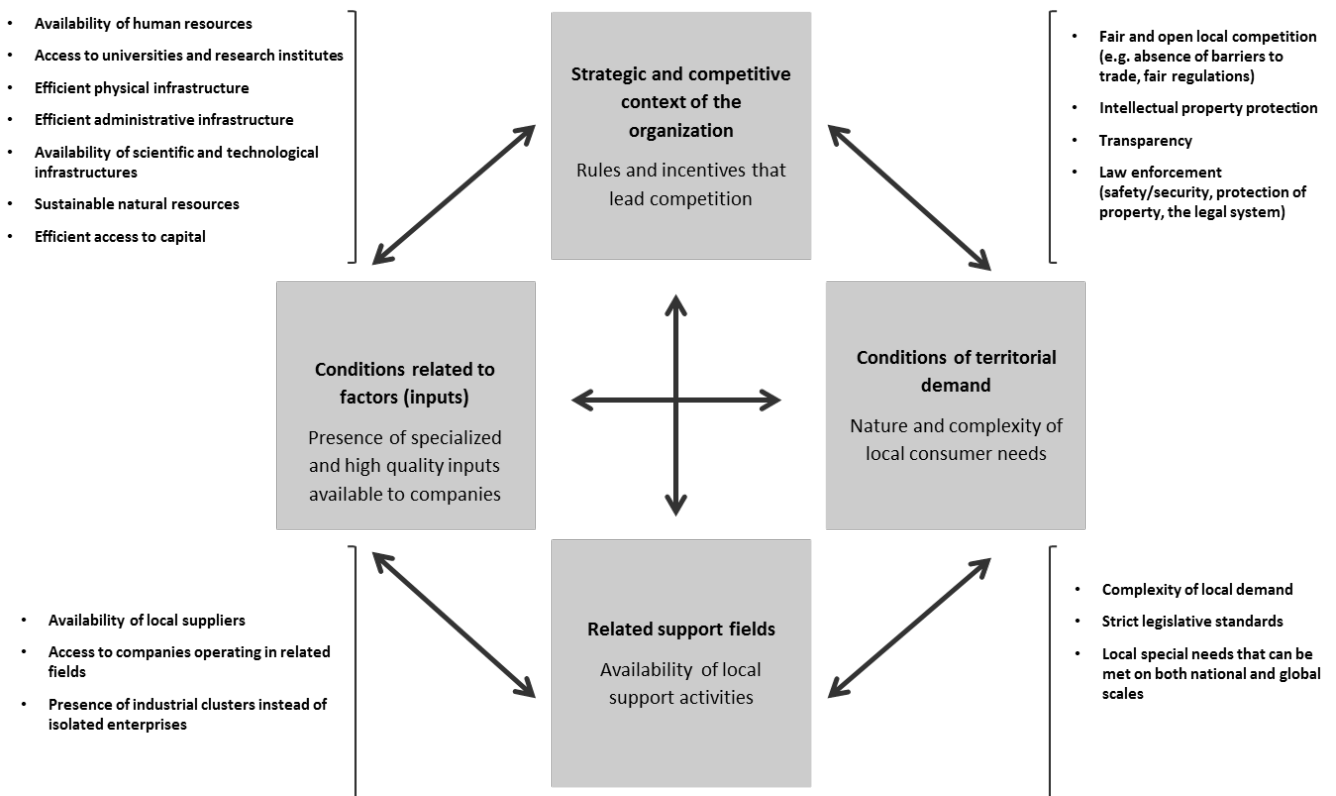 • Availability of human resources
• Access to universities and research institutes
• Efficient physical infrastructure
• Efficient administrative infrastructure
• Availability of scientific and technological
infrastructures
• Sustainable natural resources
• Efficient access to capital
Strategic and competitive
context of the
organization
Rules and incentives that
lead competition
• Fair and open local competition
(e.g. absence of barriers to
trade, fair regulations)
• Intellectual property protection
• Transparency
• Law enforcement
(safety/security, protection of
property, the legal system)
Conditions related to
factors (inputs)
Presence of specialized
and high quality inputs
available to companies
Conditions of territorial
demand
Nature and complexity of
local consumer needs
• Availability of local suppliers
• Access to companies operating in related
fields
• Presence of industrial clusters instead of
isolated enterprises
Related support fields
Availability of local
support activities
• Complexity of local demand
• Strict legislative standards
• Local special needs that can be
met on both national and global
scales